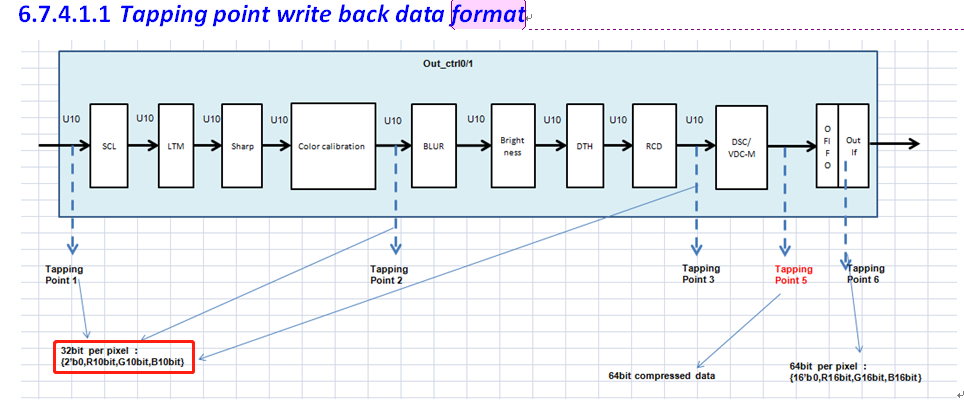 6.7.4.1.1 Tapping point write back data format
Out_ctrl0/1
U10
SCL
U10
LTM
U10
Sharp
U10
Color calibration
U10
BLUR
U10
Bright
ness
U10
DTH
U10
RCD
U10
DSC/
VDC-M
O
FI
F
O
Out
If
Tapping
Point 1
Tapping
Point 2
Tapping
Point 3
Tapping
Point 5
Tapping
Point 6
32bit per pixel :
{2'b0,R10bit,G10bit,B10bit}
64bit compressed data
64bit per pixel :
{16'b0,R16bit,G16bit,B16bit}